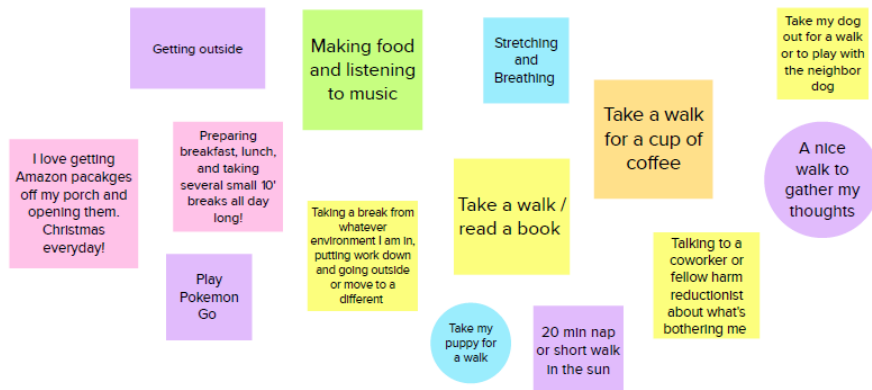 Getting outside
Making food
and listening
to music
Stretching
and
Breathing
Take my dog
out for a walk
or to play with
the neighbor
dog
Take a walk
for a cup of
coffee
I love getting
Amazon pacakges
off my porch and
opening them.
Christmas
everyday!
Preparing
breakfast, lunch,
and taking
several small 10'
breaks all day
long!
A nice
walk to
gather my
thoughts
Taking a break from
whatever
environment I am in,
putting work down
and going outside
or move to a
different
Take a walk /
read a book
Talking to a
coworker or
fellow harm
reductionist
about what's
bothering me
Play
Pokemon
Go
Take my
puppy for
a walk
20 min nap
or short walk
in the sun